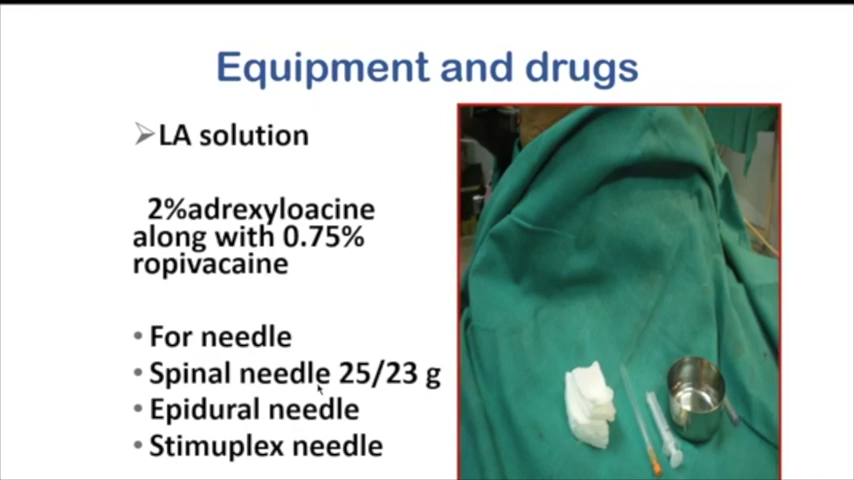 Equipment and drugs
➢LA solution
2%adrexyloacine
along with 0.75%
ropivacaine
• For needle
• Spinal needle 25/23 g
• Epidural needle
• Stimuplex needle